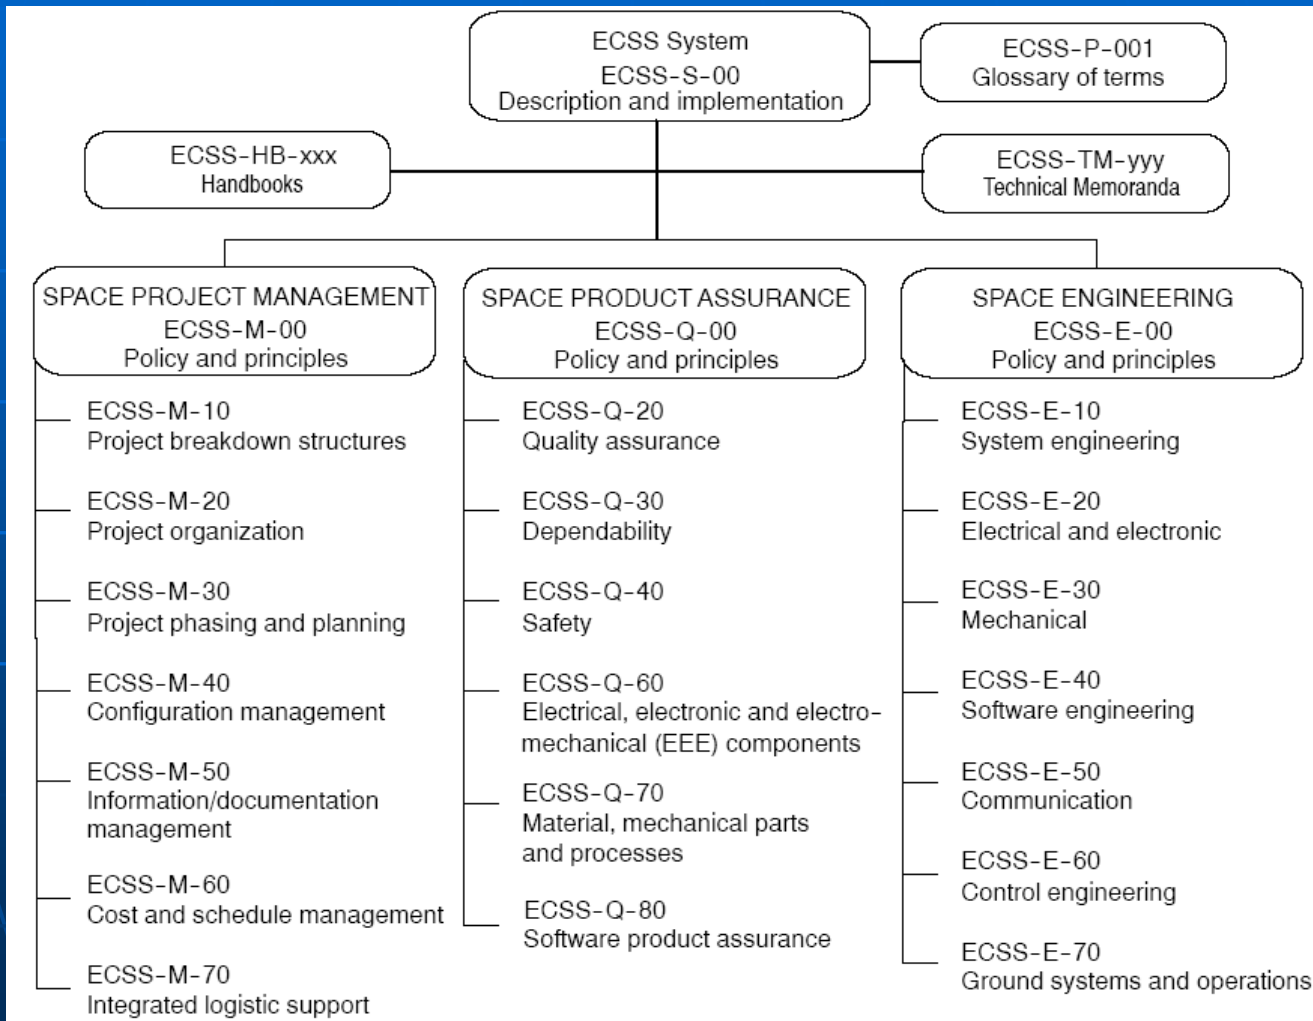 ECSS System
ECSS-S-00
Description and implementation
ECSS-P-001
Glossary of terms
ECSS-HB-xxx
Handbooks
ECSS-TM-yyy
Technical Memoranda
SPACE PROJECT MANAGEMENT
ECSS-M-00
Policy and principles
ECSS-M-10
Project breakdown structures
ECSS-M-20
Project organization
ECSS-M-30
Project phasing and planning
ECSS-M-40
Configuration management
ECSS-M-50
Information/documentation
management
ECSS-M-60
Cost and schedule management
ECSS-M-70
Integrated logistic support
SPACE PRODUCT ASSURANCE
ECSS-Q-00
Policy and principles
ECSS-Q-20
Quality assurance
ECSS-Q-30
Dependability
ECSS-Q-40
Safety
ECSS-Q-60
Electrical, electronic and electro-
mechanical (EEE) components
ECSS-Q-70
Material, mechanical parts
and processes
ECSS-Q-80
Software product assurance
SPACE ENGINEERING
ECSS-E-00
Policy and principles
ECSS-E-10
System engineering
ECSS-E-20
Electrical and electronic
ECSS-E-30
Mechanical
ECSS-E-40
Software engineering
ECSS-E-50
Communication
ECSS-E-60
Control engineering
ECSS-E-70
Ground systems and operations